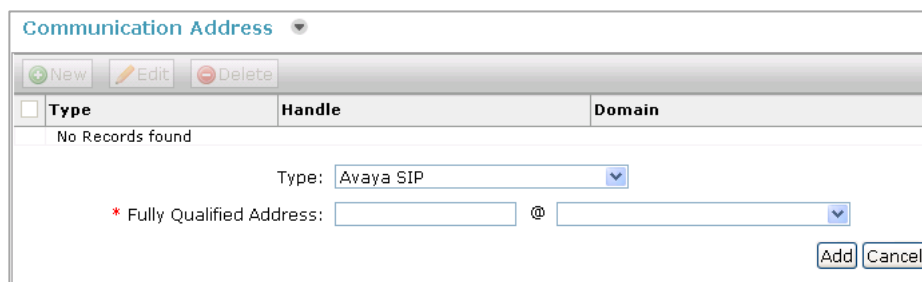 Communication Address
New Edit Delete
Type Handle Domain
No Records found
Type: Avaya SIP
* Fully Qualified Address: @
Add Cancel